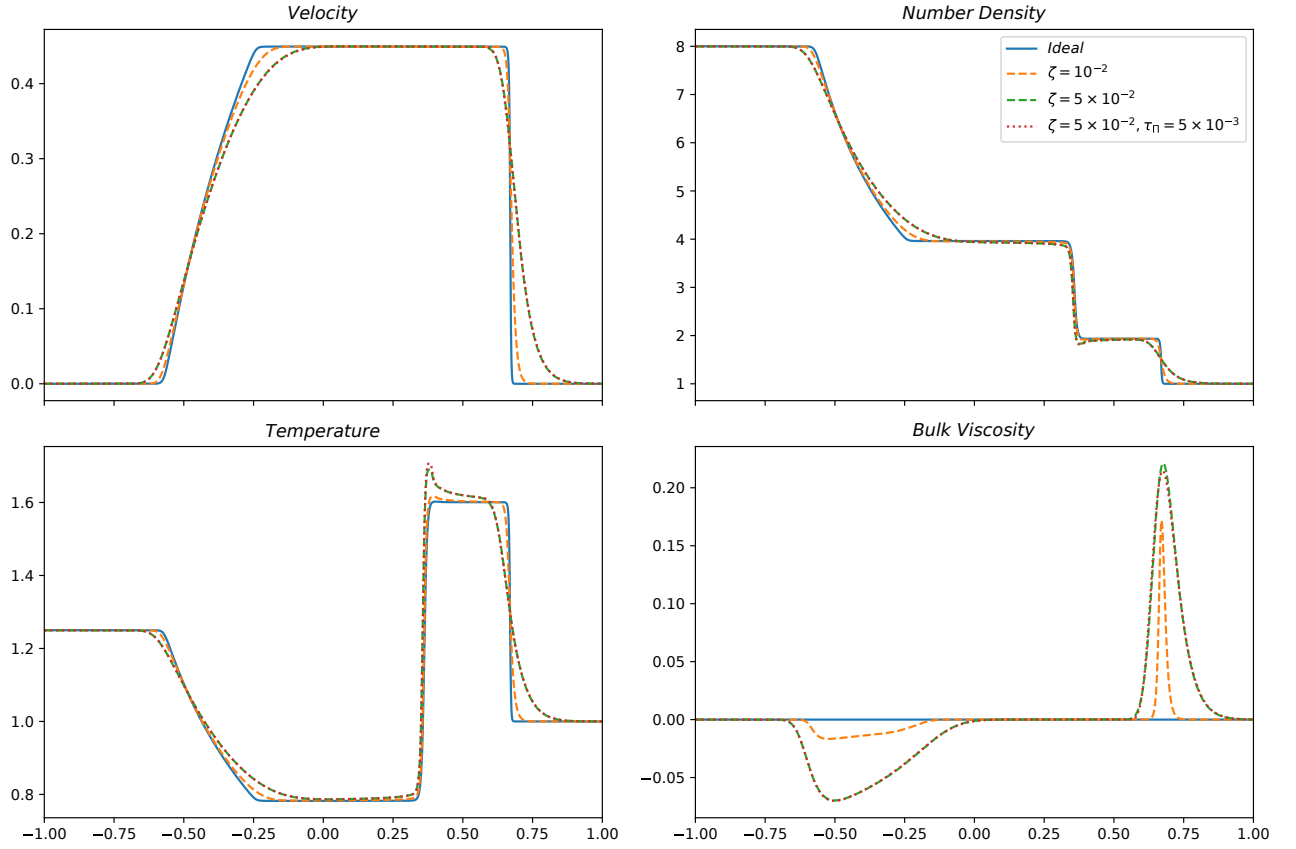 Velocity
0.4
0.3
0.2
0.1
0.0
Number Density
8
7
6
5
4
3
2
1
Ideal
ζ = 10⁻²
ζ = 5 × 10⁻²
ζ = 5 × 10⁻², τ_Π = 5 × 10⁻³
Temperature
1.6
1.4
1.2
1.0
0.8
−1.00 −0.75 −0.50 −0.25 0.00 0.25 0.50 0.75 1.00
Bulk Viscosity
0.20
0.15
0.10
0.05
0.00
−0.05
−1.00 −0.75 −0.50 −0.25 0.00 0.25 0.50 0.75 1.00